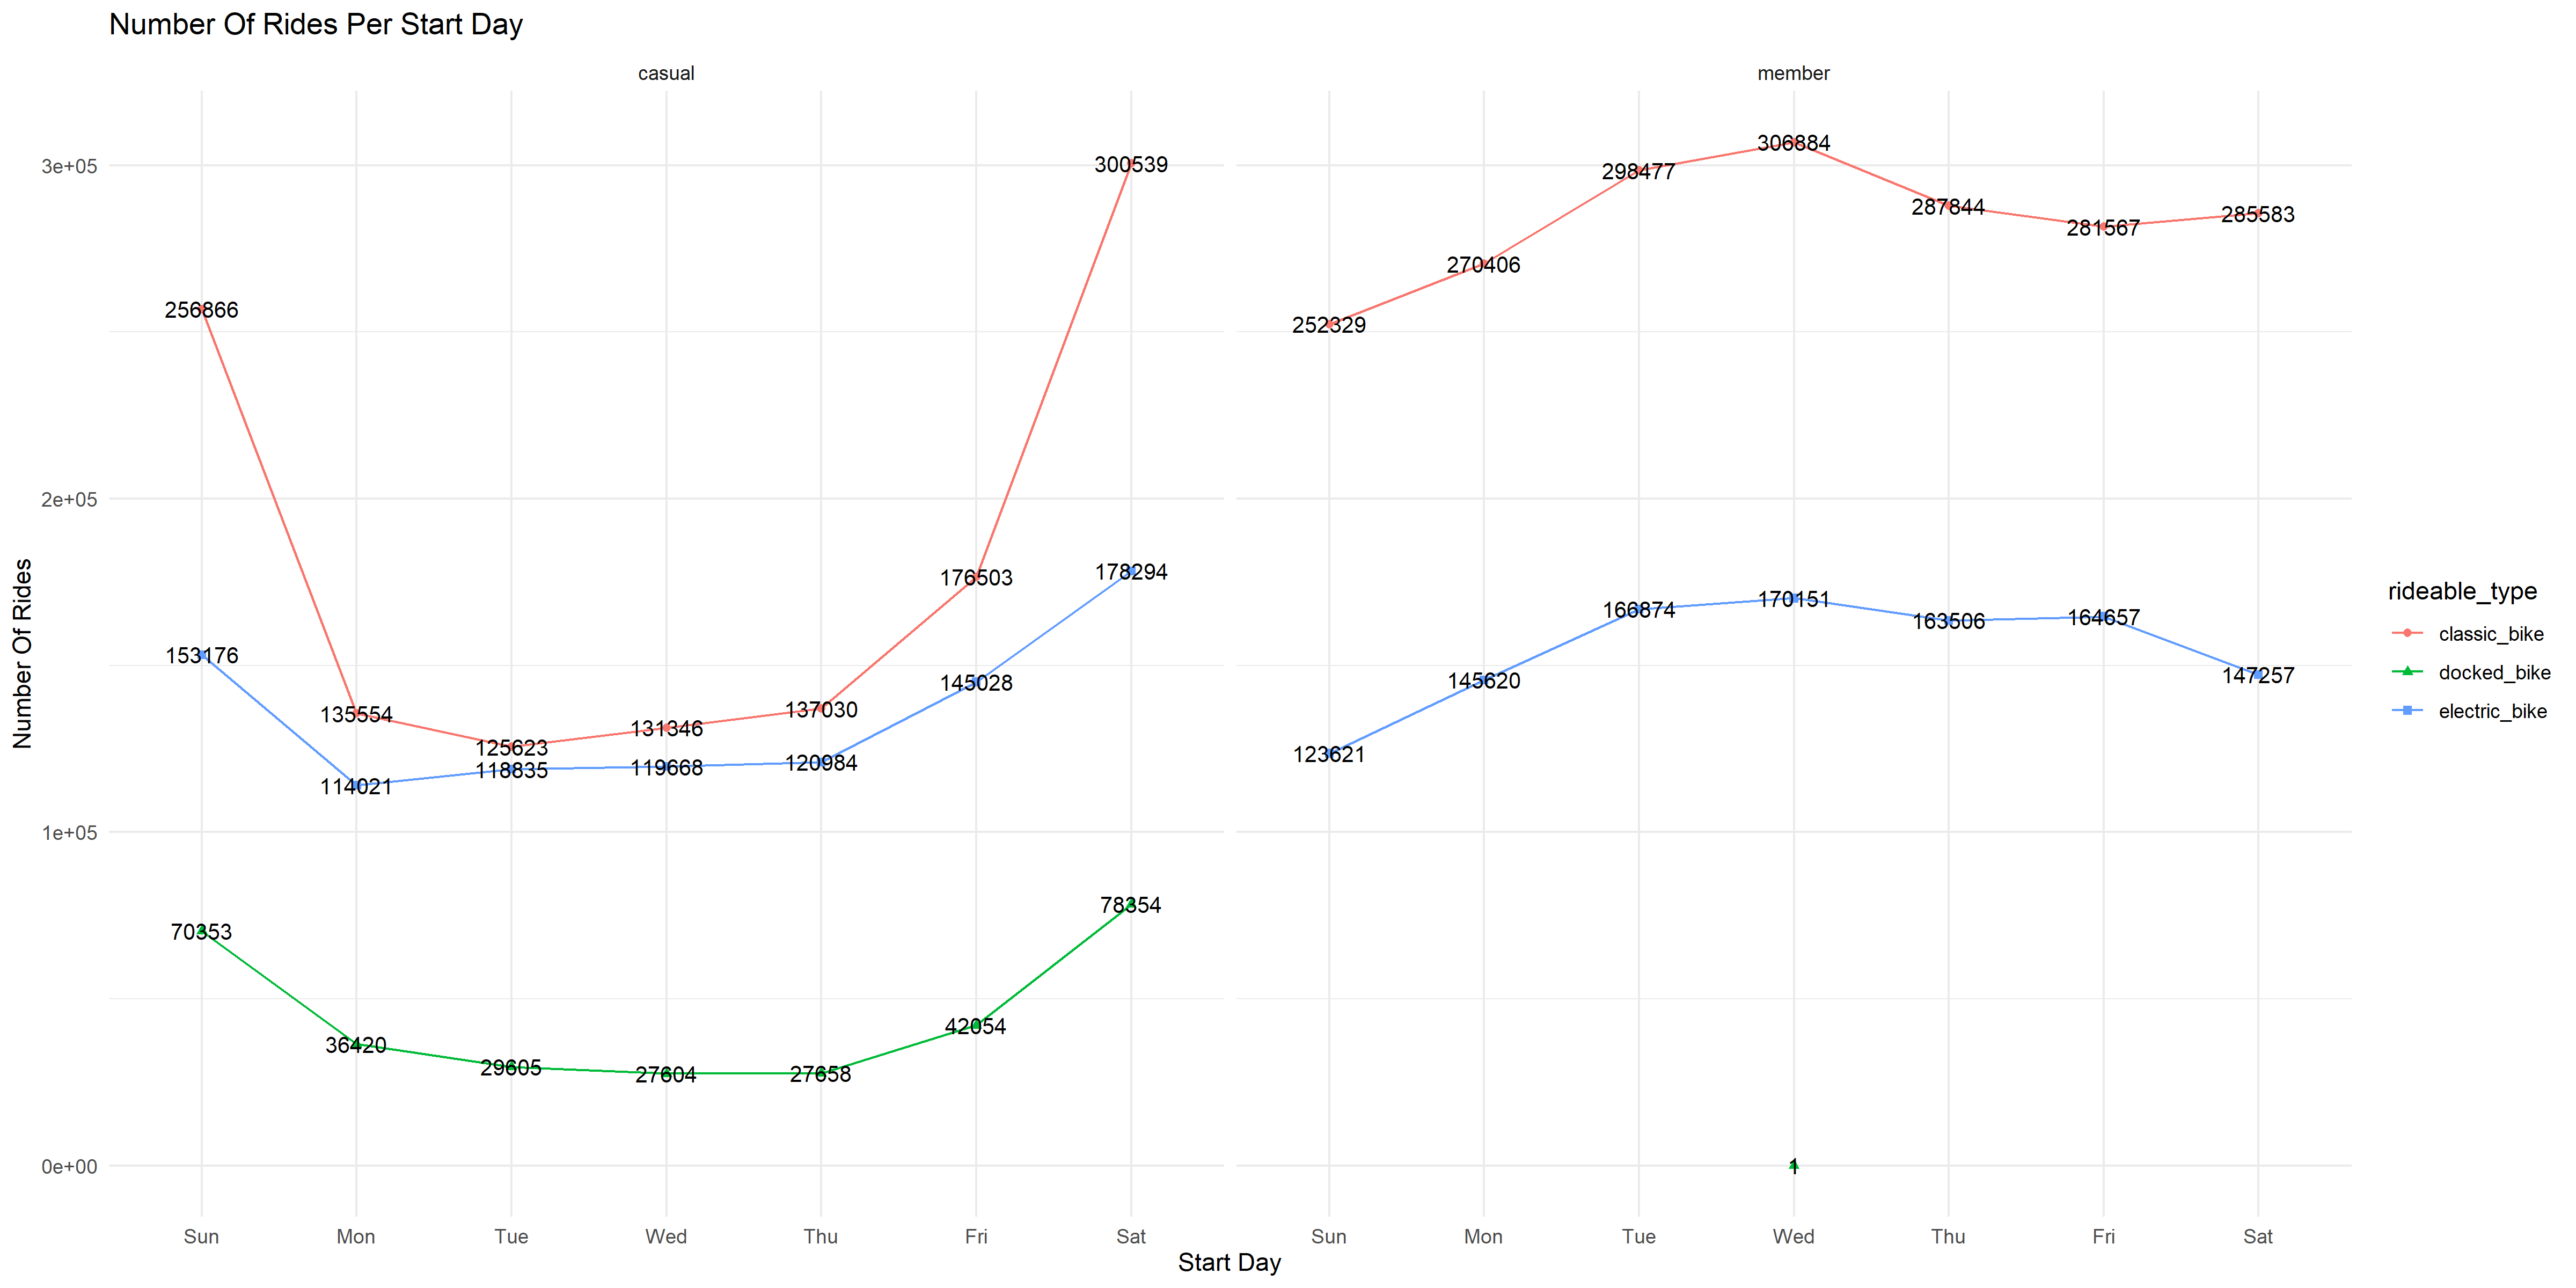 Number Of Rides Per Start Day
casual
member
3e+05
2e+05
1e+05
0e+00
Number Of Rides
256866
135554
125623
131346
137030
176503
300539
153176
114021
118835
119668
120984
145028
178294
70353
36420
29605
27604
27658
42054
78354
252329
270406
298477
306884
287844
281567
285583
123621
145620
166874
170151
163506
164657
147257
1
Sun Mon Tue Wed Thu Fri Sat
Sun Mon Tue Wed Thu Fri Sat
Start Day
rideable_type
classic_bike
docked_bike
electric_bike